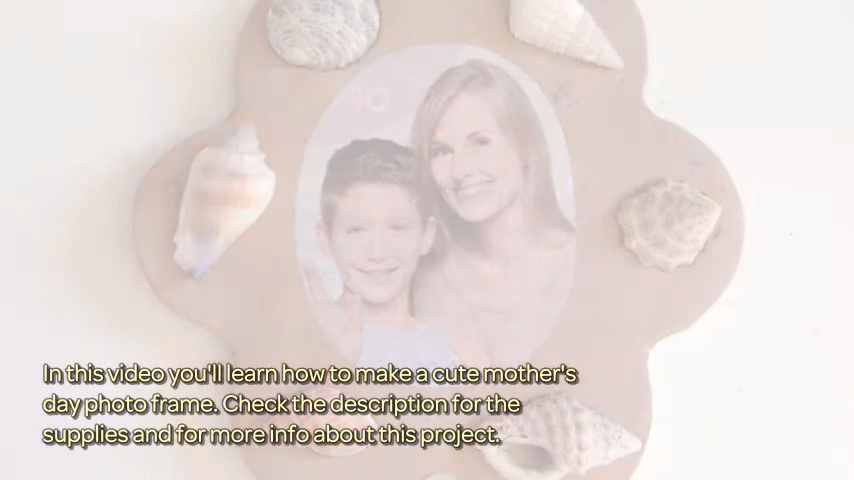 In this video you'll learn how to make a cute mother's
day photo frame. Check the description for the
supplies and for more info about this project.